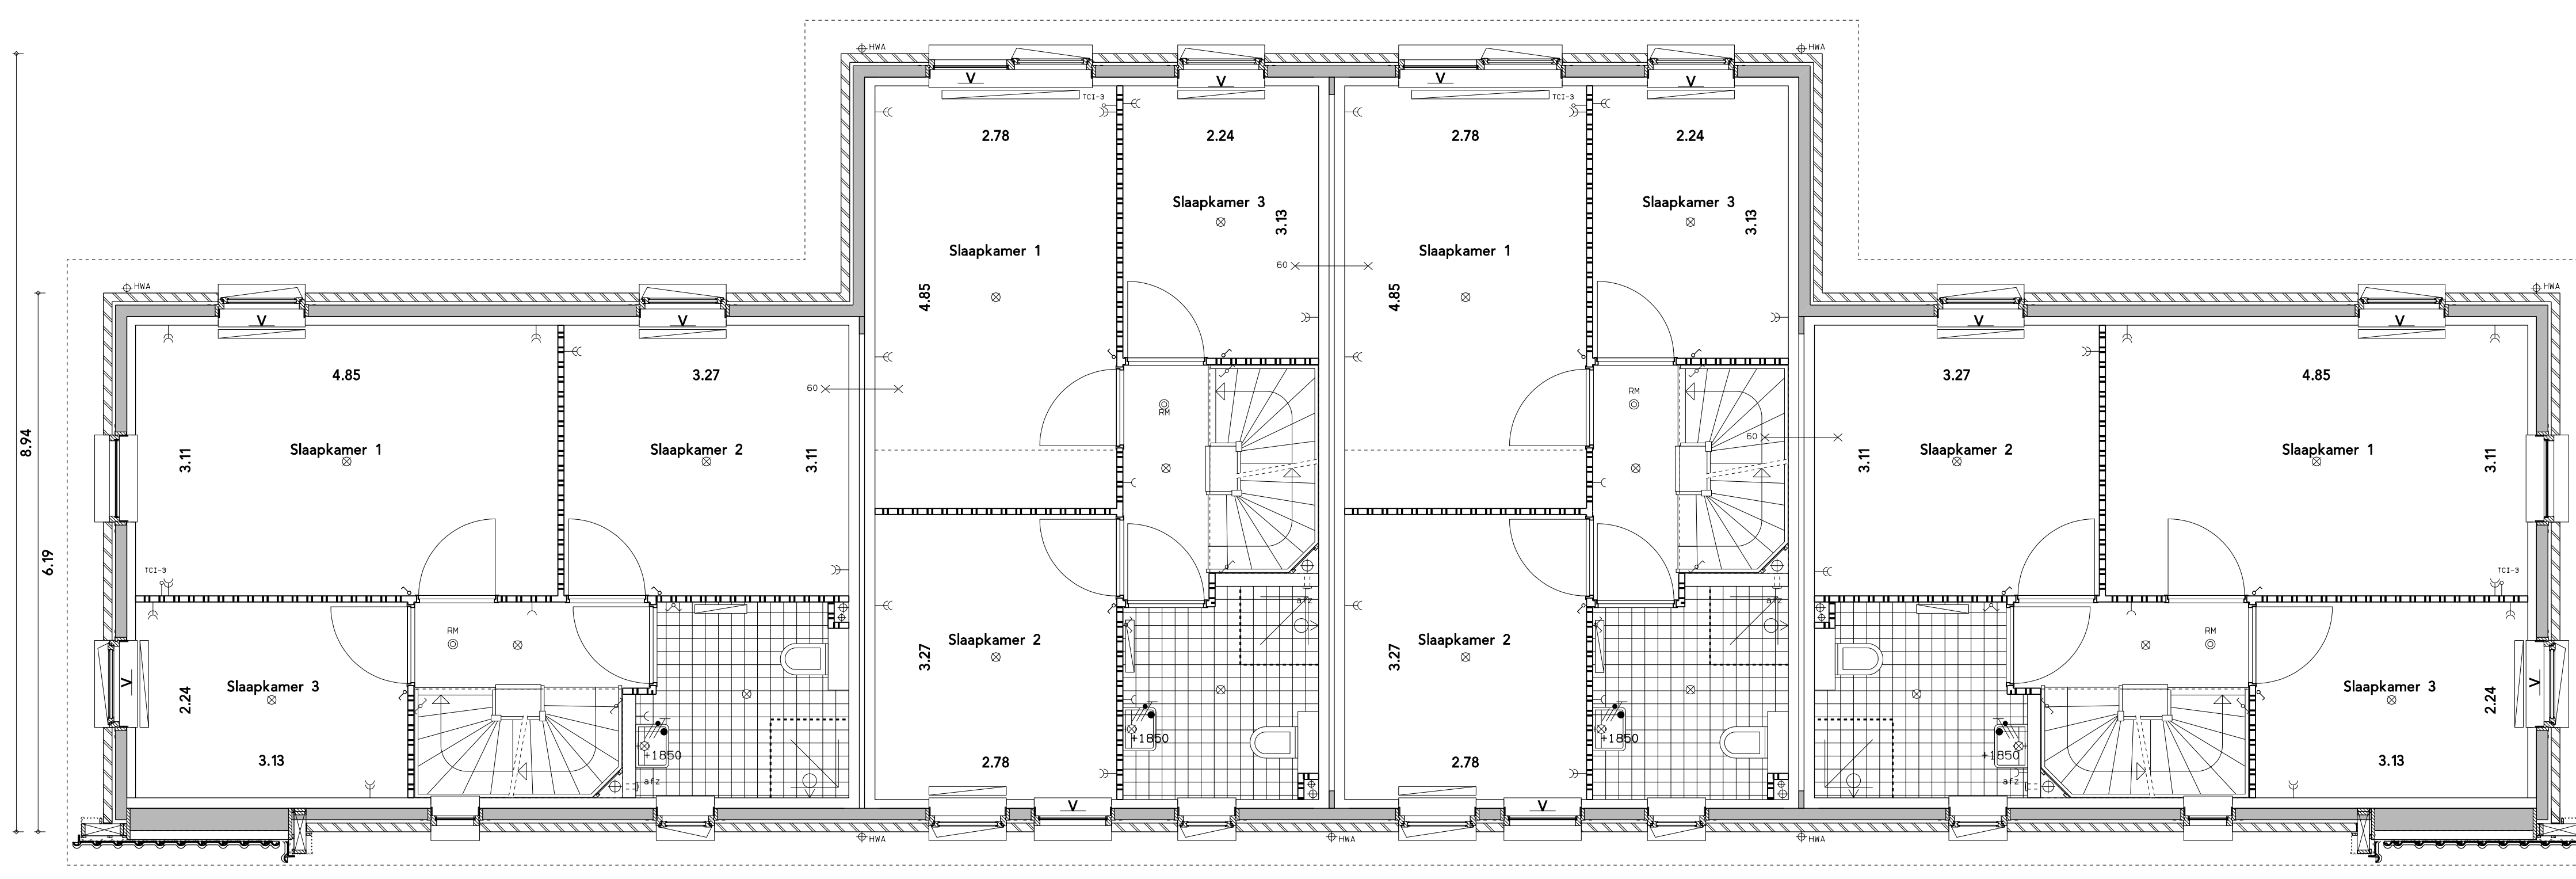 HWA
HWA
V
V
V
V
TCI-3
TCI-3
2.78
2.24
2.78
2.24
Slaapkamer 3
3.13
Slaapkamer 3
3.13
Slaapkamer 1
Slaapkamer 1
60
4.85
4.85
HWA
HWA
V
V
V
V
4.85
3.27
60
3.27
4.85
RM
RM
8.94
60
Slaapkamer 1
Slaapkamer 2
Slaapkamer 2
Slaapkamer 1
3.11
3.11
3.11
3.11
6.19
TCI-3
TCI-3
afz
afz
RM
RM
Slaapkamer 2
Slaapkamer 2
3.27
3.27
V
Slaapkamer 3
Slaapkamer 3
V
2.24
2.24
+1850
+1850
+1850
+1850
3.13
2.78
2.78
3.13
afz
afz
V
V
HWA
HWA
HWA